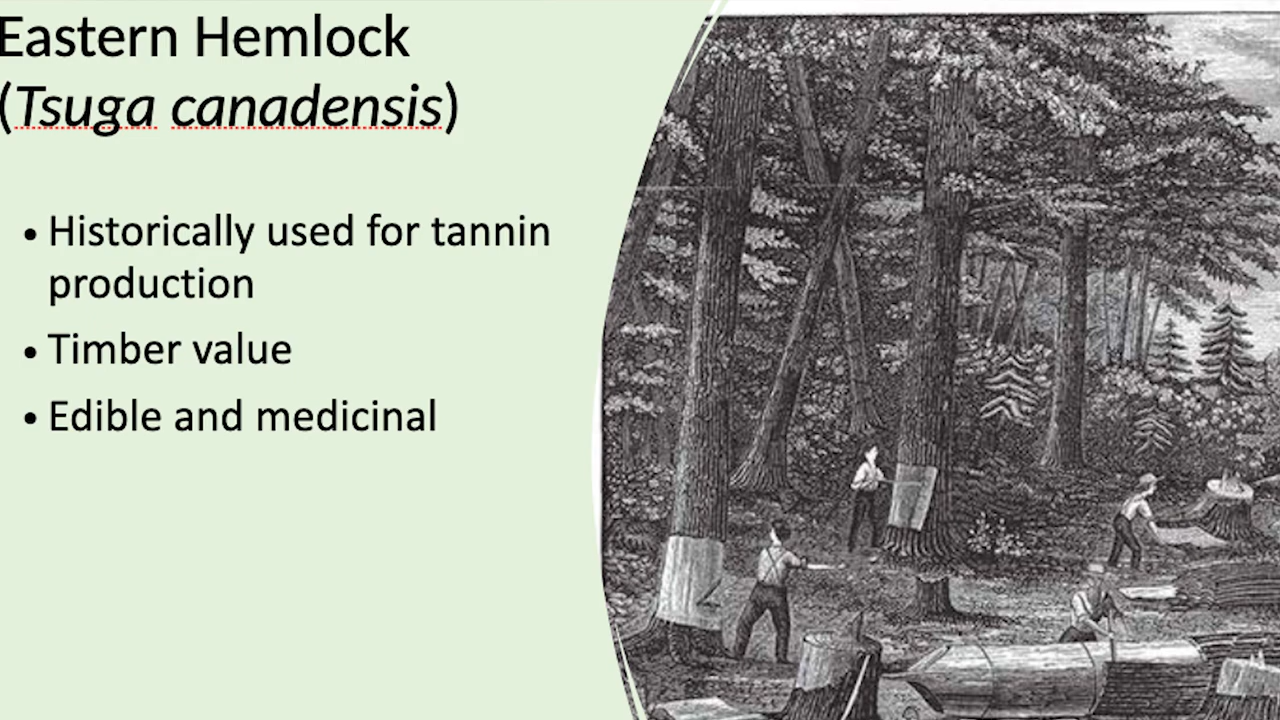 Eastern Hemlock
(Tsuga canadensis)
• Historically used for tannin
production
• Timber value
• Edible and medicinal